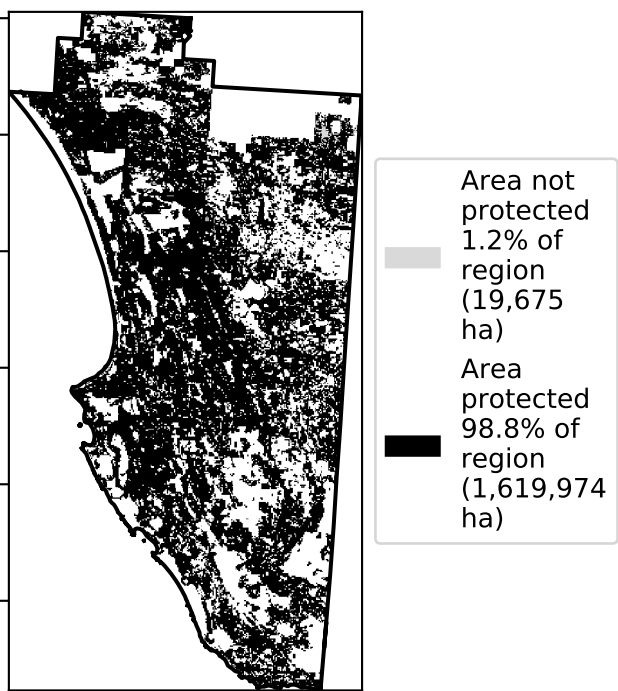 Area not
protected
1.2% of
region
(19,675
ha)
Area
protected
98.8% of
region
(1,619,974
ha)